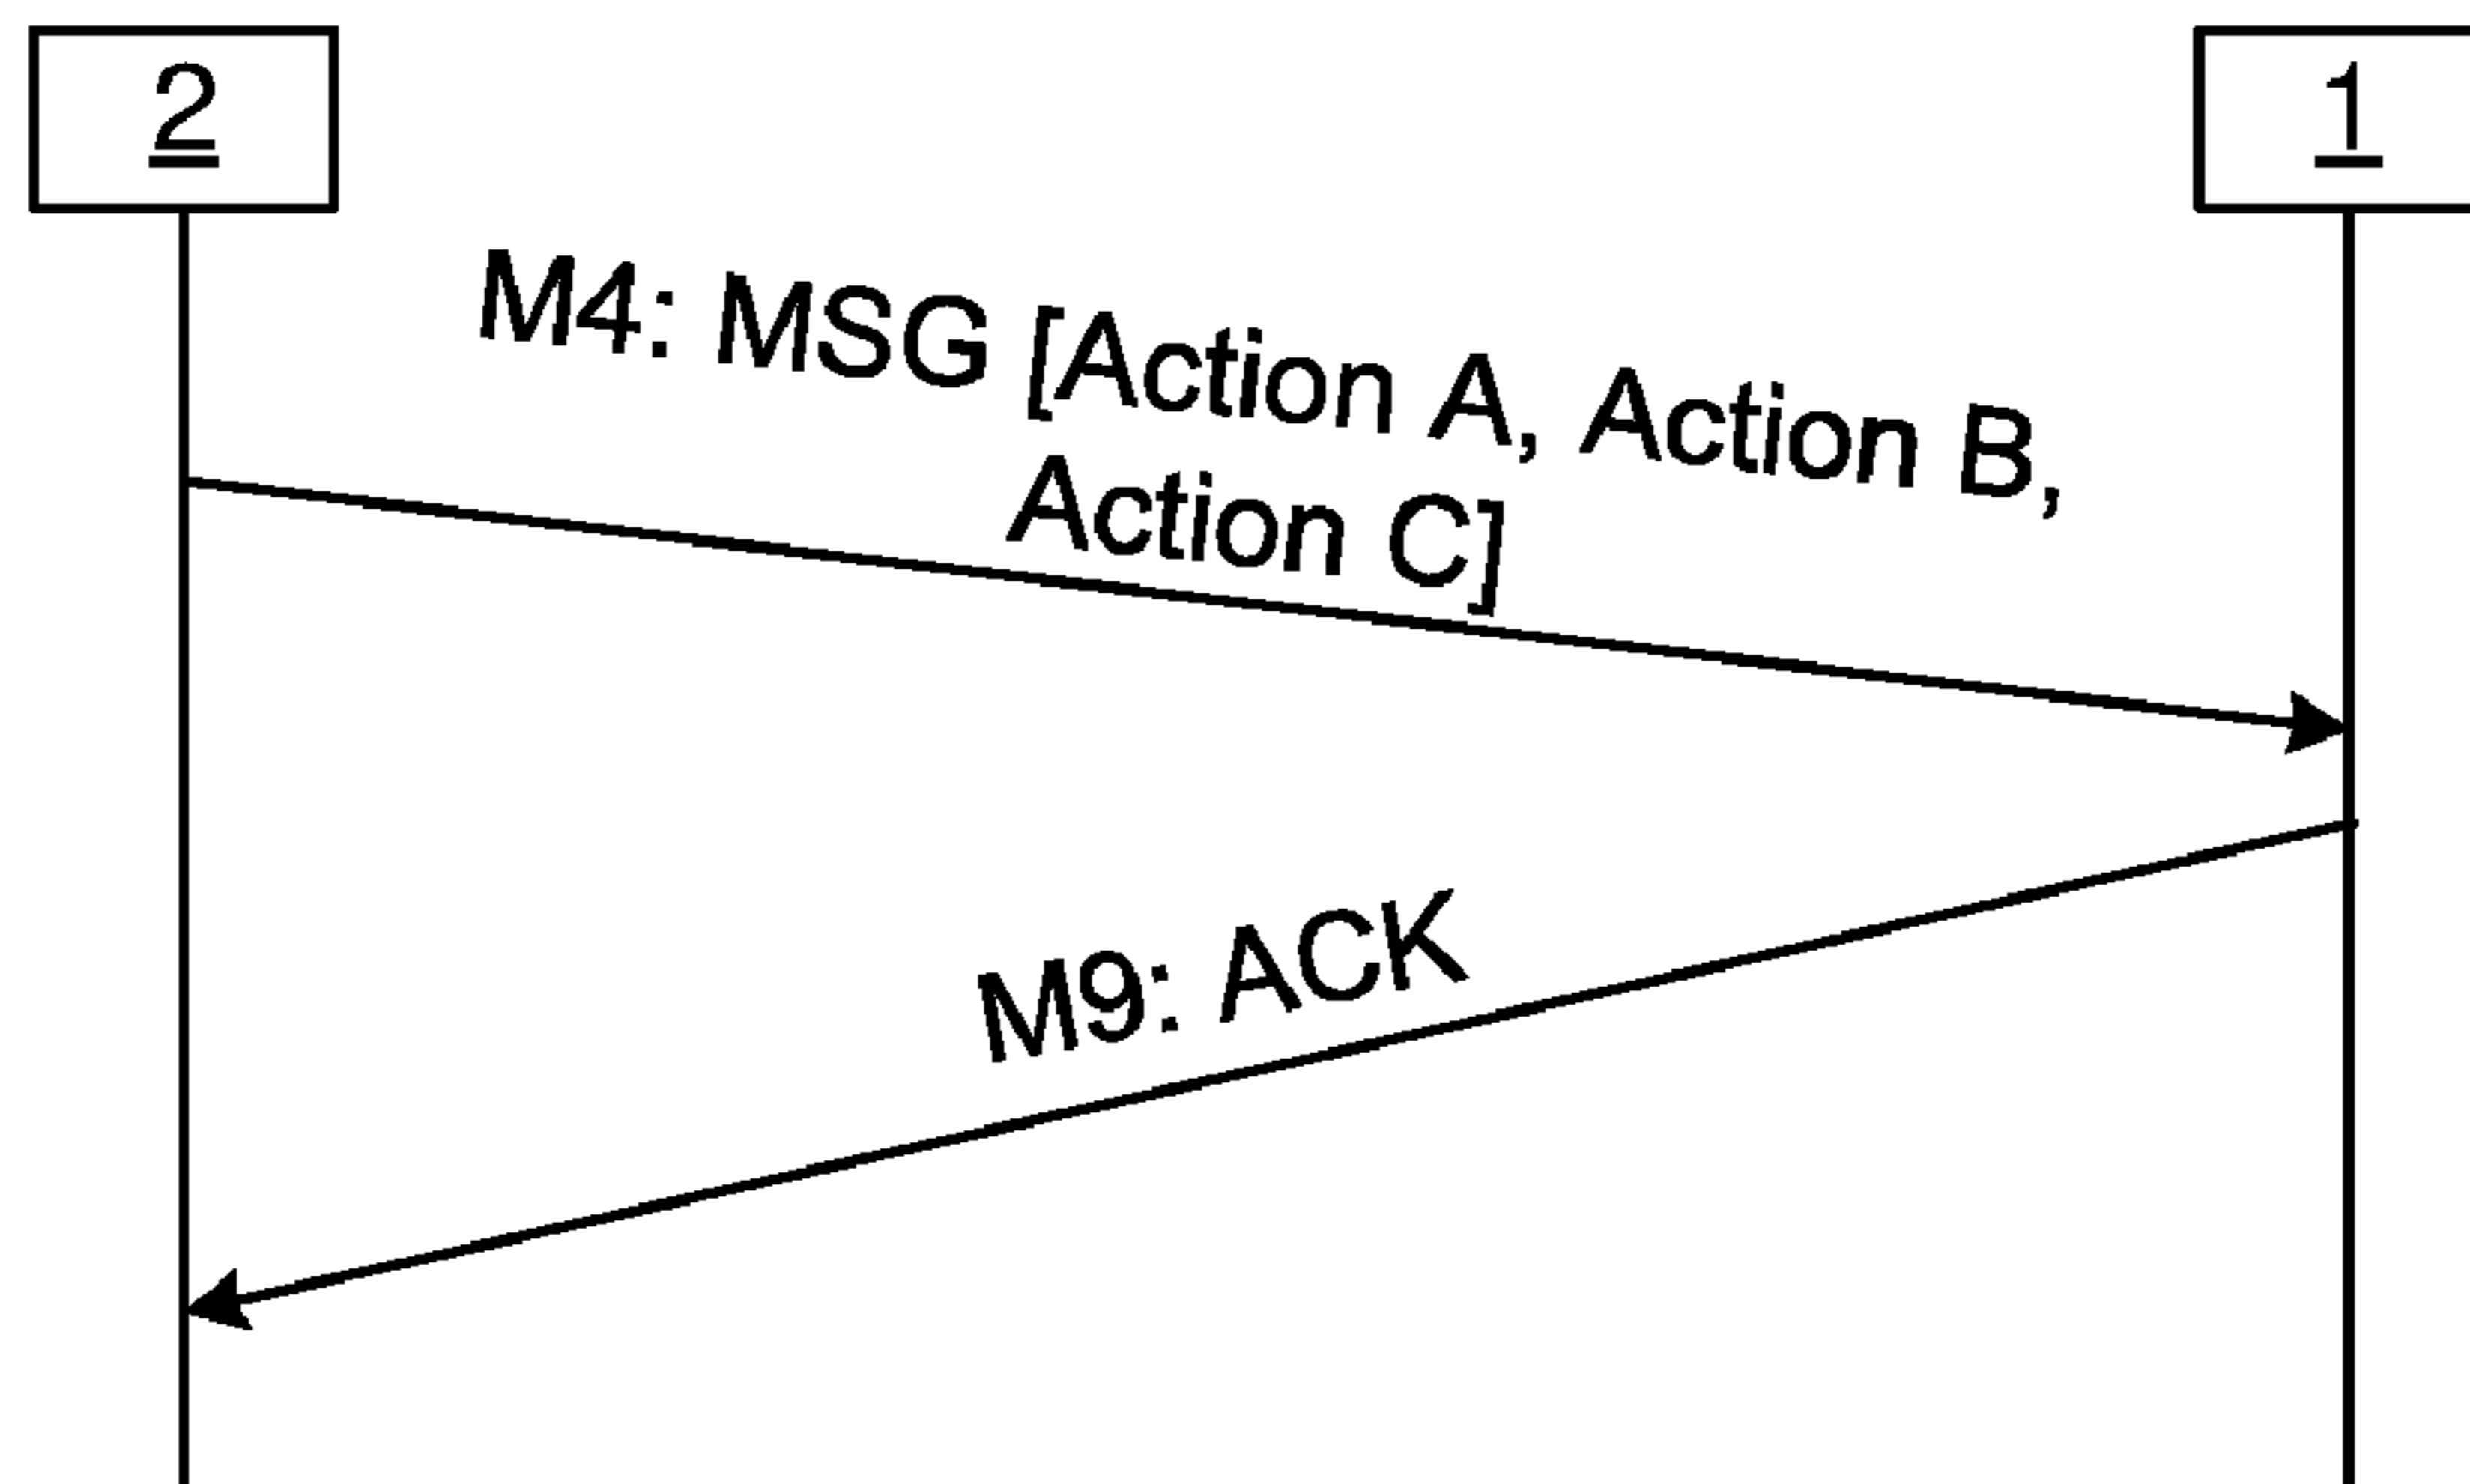 2
1
M4: MSG [Action A, Action B,
Action C]
M9: ACK